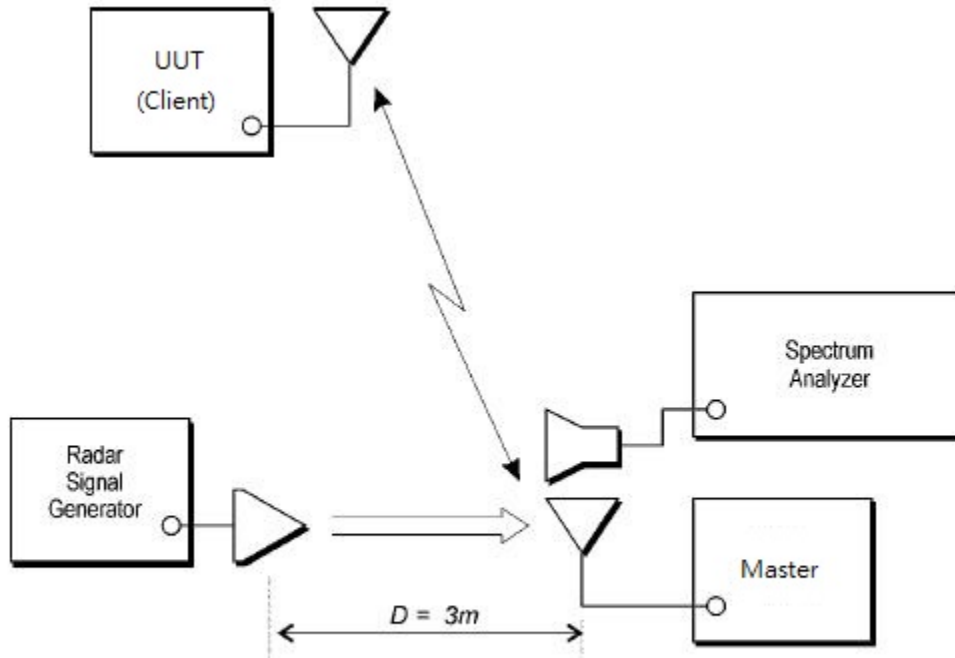 UUT
(Client)
Spectrum
Analyzer
Radar
Signal
Generator
Master
D = 3m